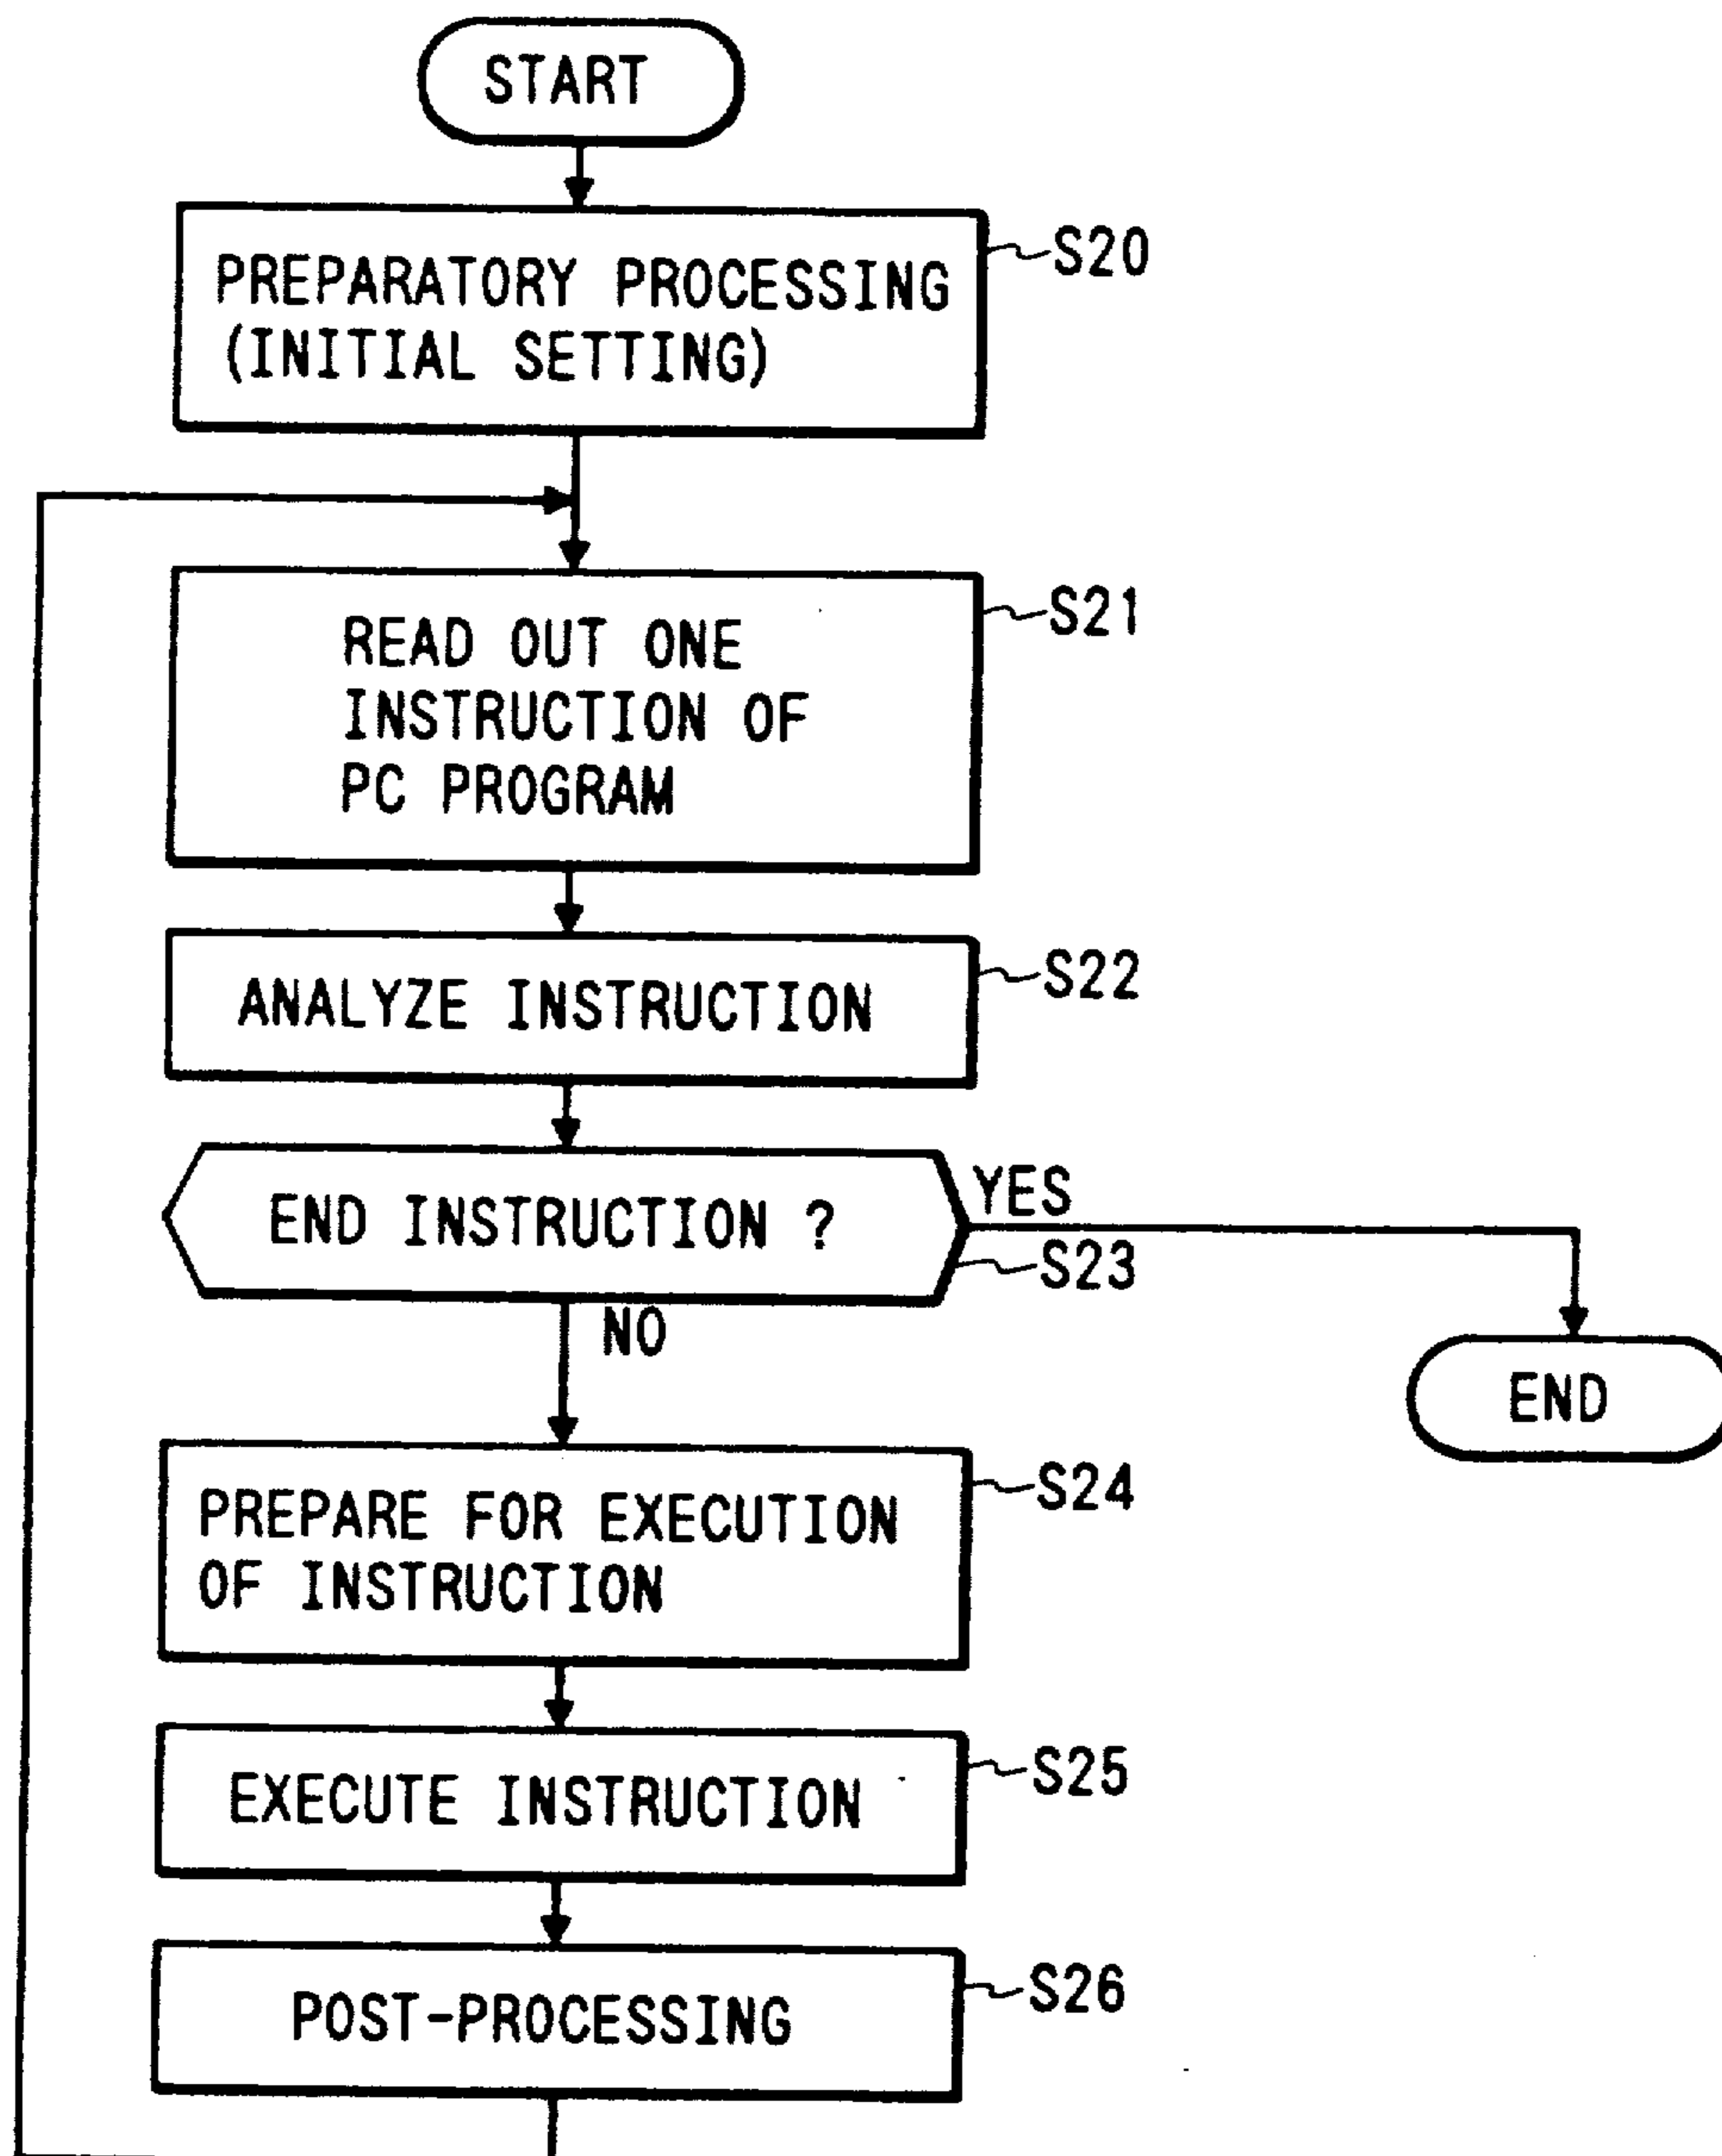 START
PREPARATORY PROCESSING
(INITIAL SETTING)
S20
READ OUT ONE
INSTRUCTION OF
PC PROGRAM
S21
ANALYZE INSTRUCTION
S22
END INSTRUCTION ?
YES
S23
NO
END
PREPARE FOR EXECUTION
OF INSTRUCTION
S24
EXECUTE INSTRUCTION
S25
POST-PROCESSING
S26